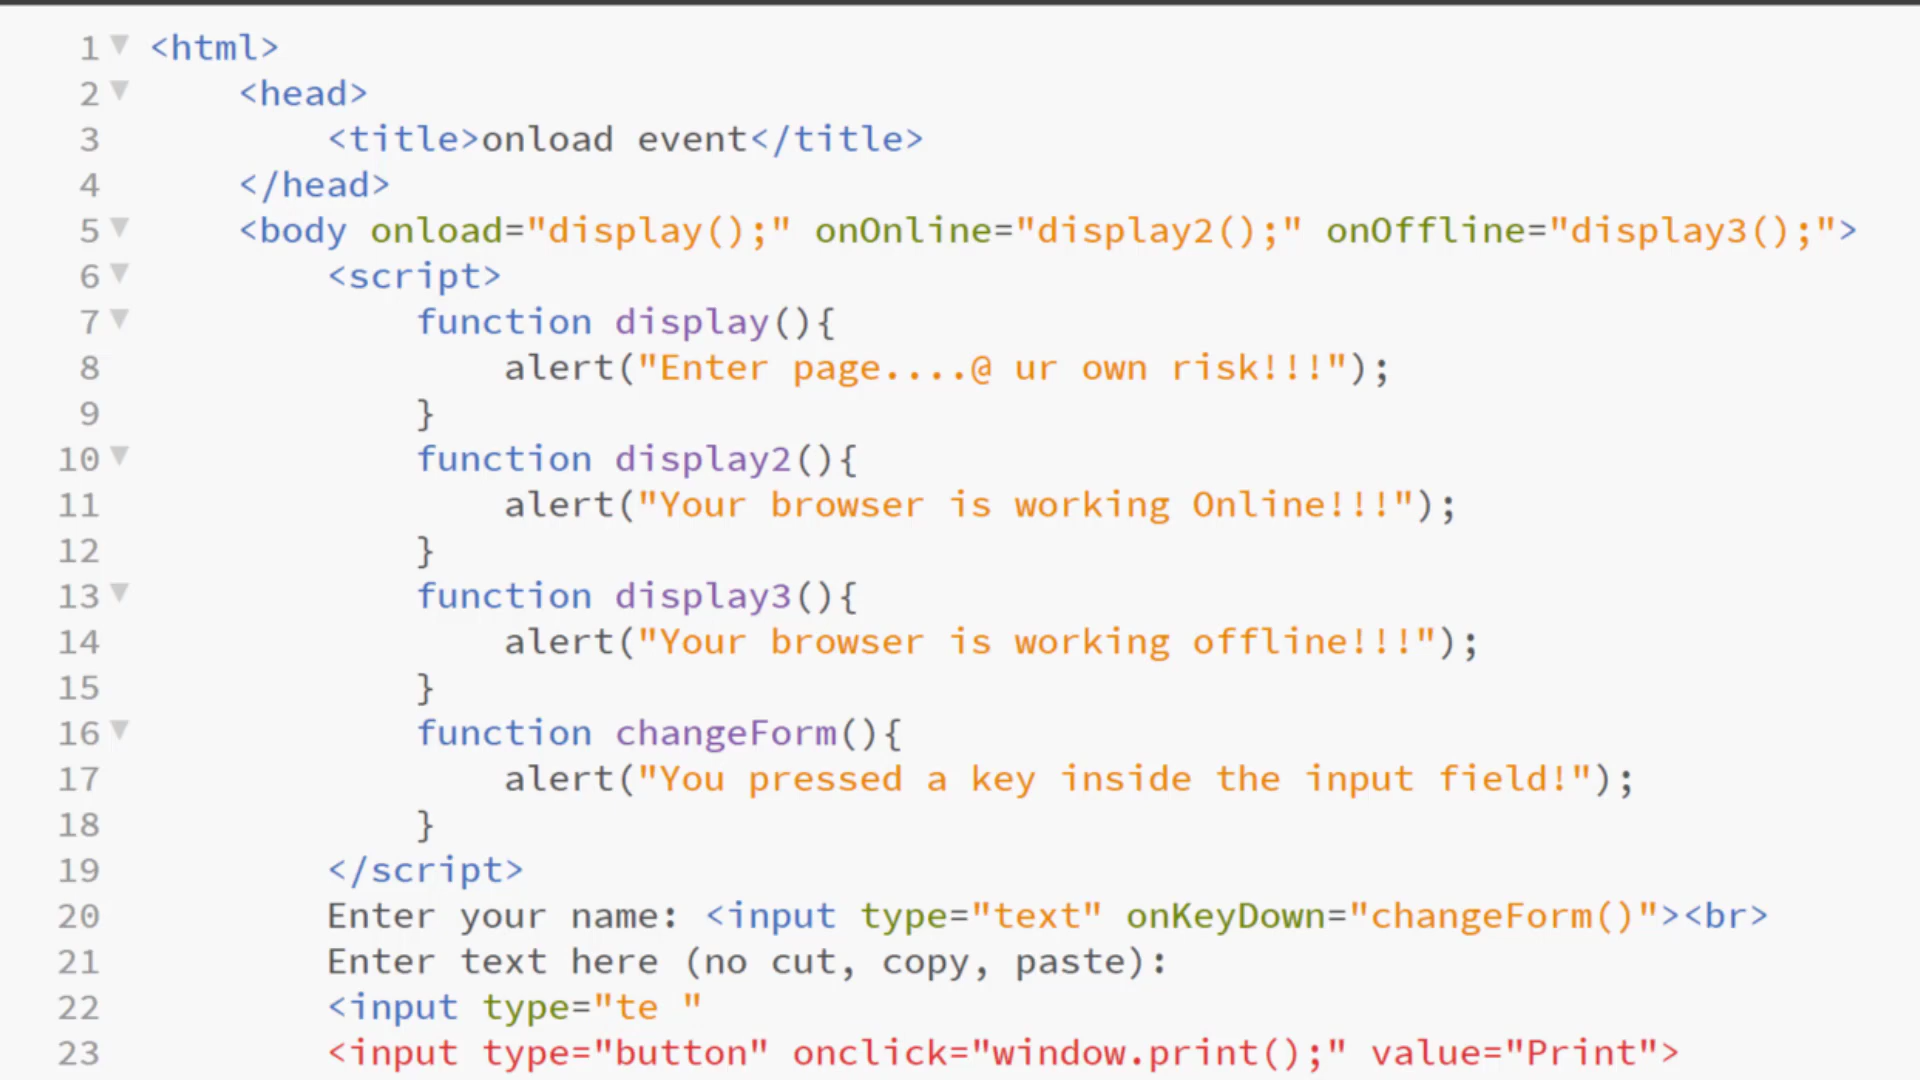 1 <html>
2 <head>
3 <title>onload event</title>
4 </head>
5 <body onload="display();" onOnline="display2();" onOffline="display3();">
6 <script>
7 function display(){
8 alert("Enter page....@ ur own risk!!!");
9 }
10 function display2(){
11 alert("Your browser is working Online!!!");
12 }
13 function display3(){
14 alert("Your browser is working offline!!!");
15 }
16 function changeForm(){
17 alert("You pressed a key inside the input field!");
18 }
19 </script>
20 Enter your name: <input type="text" onKeyDown="changeForm()"><br>
21 Enter text here (no cut, copy, paste):
22 <input type="te "
23 <input type="button" onclick="window.print();" value="Print">